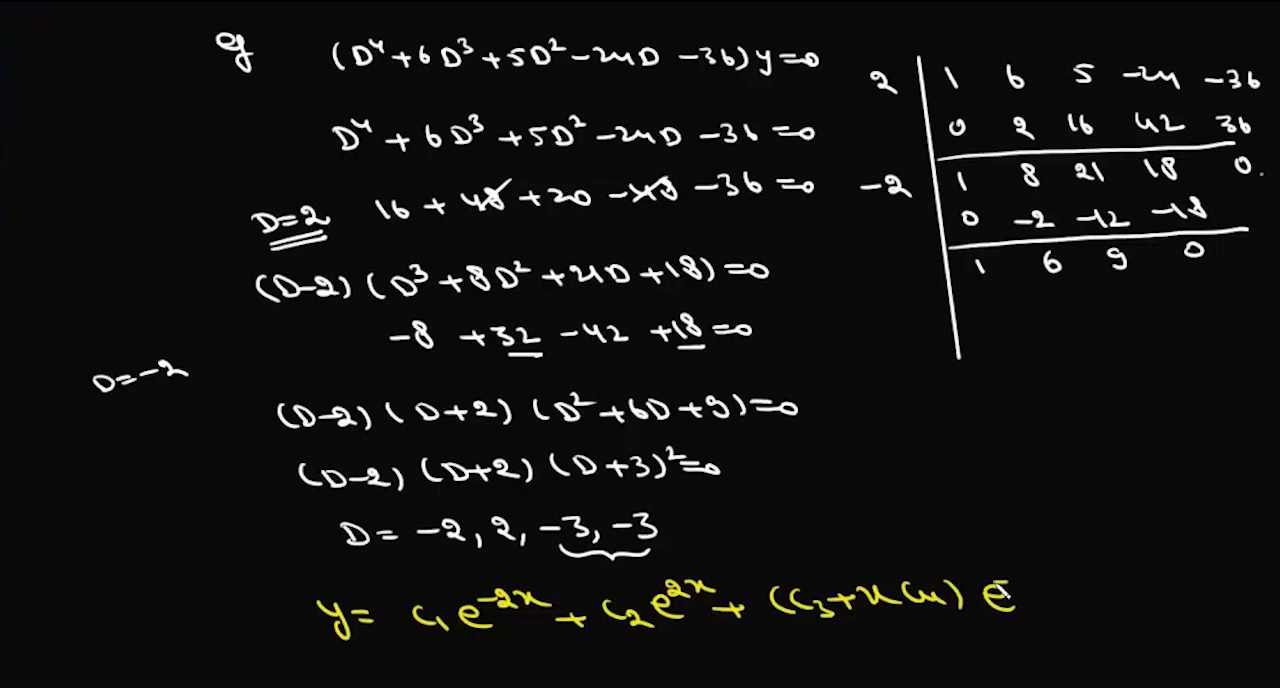 eg (D⁴+6D³+5D²-24D-36)y=0
D⁴+6D³+5D²-24D-36=0
D=2 16+48+20-48-36=0
(D-2)(D³+8D²+21D+18)=0
-8+32-42+18=0
D=-2
(D-2)(D+2)(D²+6D+9)=0
(D-2)(D+2)(D+3)²=0
D=-2,2,-3,-3
y= c₁e⁻²ˣ+c₂e²ˣ+(c₃+xc₄)e⁻
2 | 1 6 5 -24 -36
0 2 16 42 36
-2 | 1 8 21 18 0.
0 -2 -12 -18
1 6 9 0